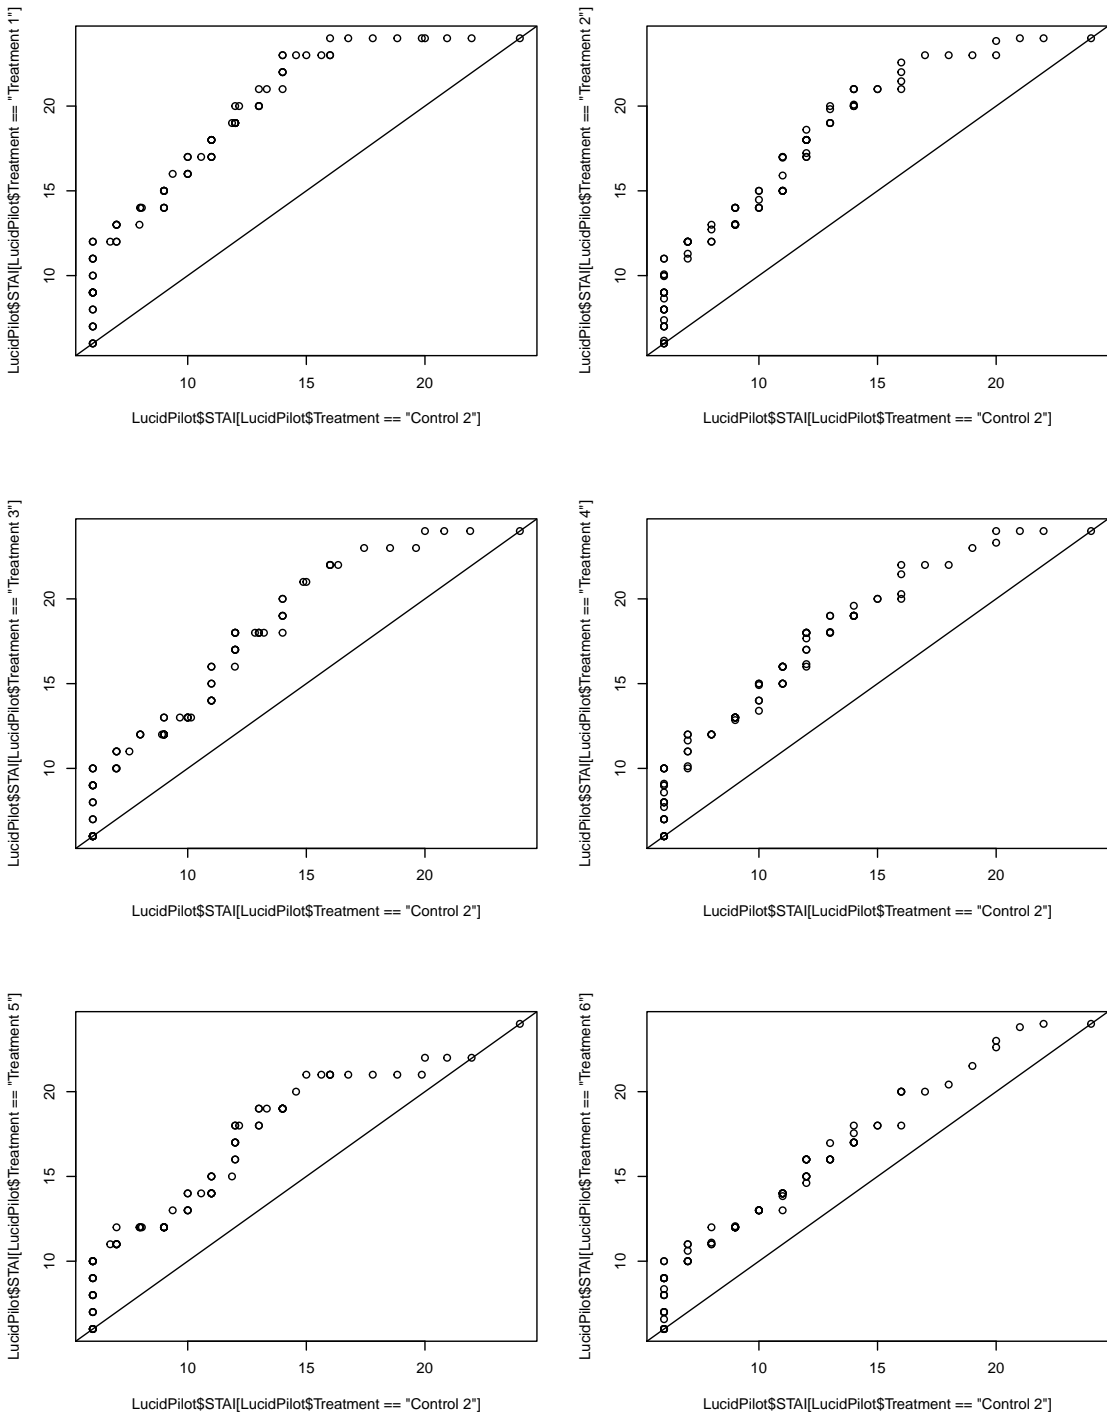 LucidPilot$STAI[LucidPilot$Treatment == "Treatment 1"]
20
15
10
10 15 20
LucidPilot$STAI[LucidPilot$Treatment == "Control 2"]
LucidPilot$STAI[LucidPilot$Treatment == "Treatment 2"]
20
15
10
10 15 20
LucidPilot$STAI[LucidPilot$Treatment == "Control 2"]
LucidPilot$STAI[LucidPilot$Treatment == "Treatment 3"]
20
15
10
10 15 20
LucidPilot$STAI[LucidPilot$Treatment == "Control 2"]
LucidPilot$STAI[LucidPilot$Treatment == "Treatment 4"]
20
15
10
10 15 20
LucidPilot$STAI[LucidPilot$Treatment == "Control 2"]
LucidPilot$STAI[LucidPilot$Treatment == "Treatment 5"]
20
15
10
10 15 20
LucidPilot$STAI[LucidPilot$Treatment == "Control 2"]
LucidPilot$STAI[LucidPilot$Treatment == "Treatment 6"]
20
15
10
10 15 20
LucidPilot$STAI[LucidPilot$Treatment == "Control 2"]